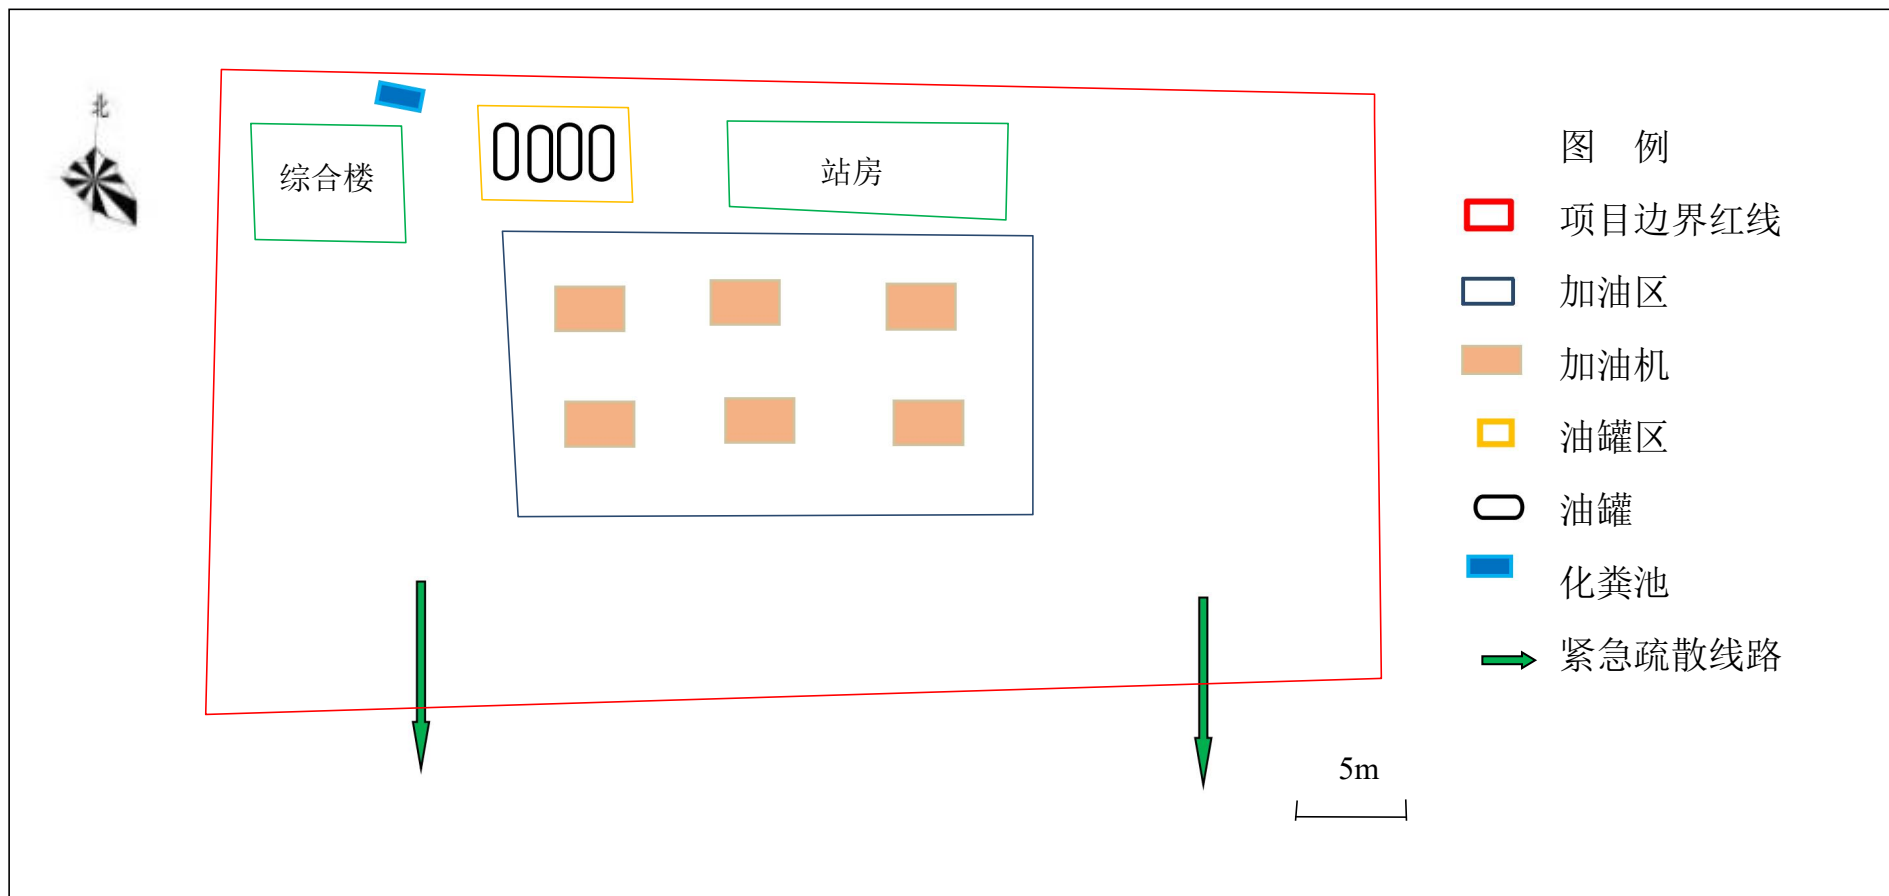 北
综合楼
站房
图 例
项目边界红线
加油区
加油机
油罐区
油罐
化粪池
紧急疏散线路
5m